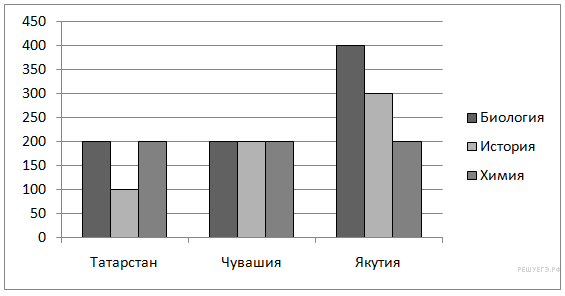 450
400
350
300
250
200
150
100
50
0
Татарстан
Чувашия
Якутия
Биология
История
Химия
РЕШУЕГЭ.РФ